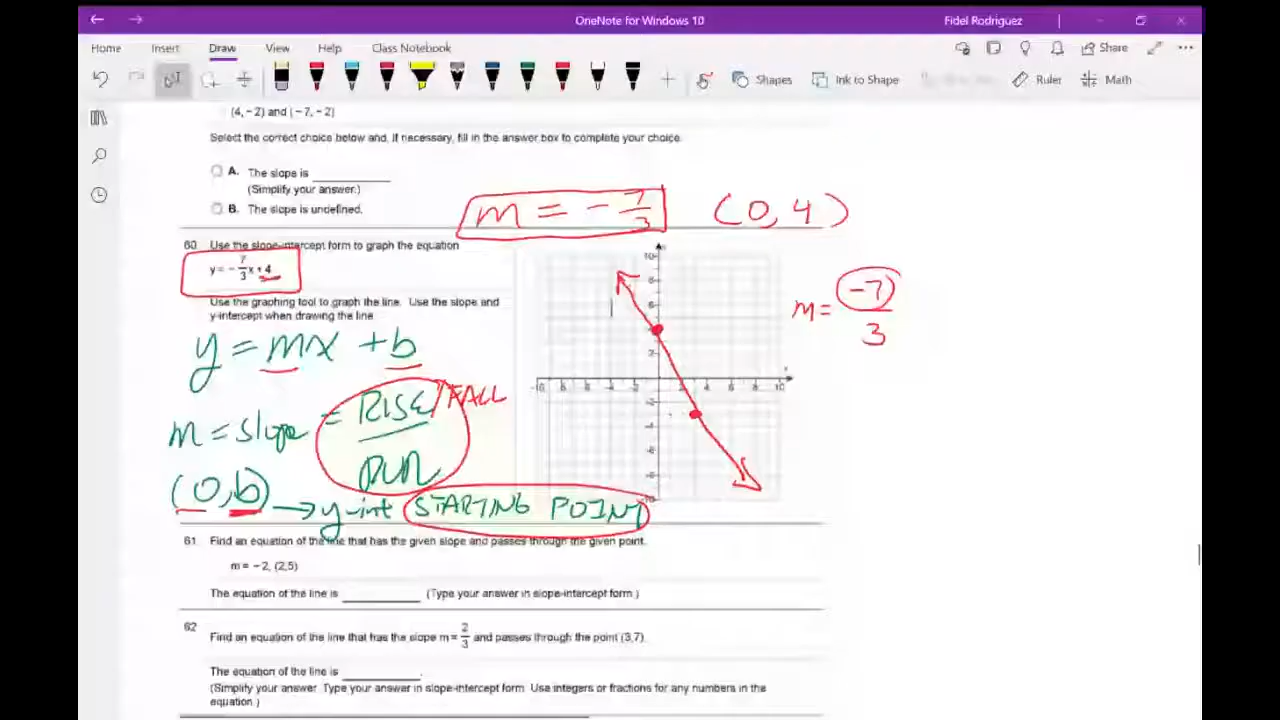 OneNote for Windows 10
Fidel Rodriguez
Home Insert Draw View Help Class Notebook
Share
Shapes Ink to Shape Ruler Math
(4, −2) and (−7, −2)
Select the correct choice below and, if necessary, fill in the answer box to complete your choice.
A. The slope is
(Simplify your answer.)
B. The slope is undefined.
m = −7/3 (0,4)
60 Use the slope-intercept form to graph the equation
y = −7/3 x + 4
Use the graphing tool to graph the line. Use the slope and
y-intercept when drawing the line
m = −7/3
y = mx + b
m = slope = RISE/FALL
RUN
(0,b) → y-int STARTING POINT
61 Find an equation of the line that has the given slope and passes through the given point.
m = −2, (2,5)
The equation of the line is (Type your answer in slope-intercept form.)
62 Find an equation of the line that has the slope m = 2/3 and passes through the point (3,7).
The equation of the line is
(Simplify your answer. Type your answer in slope-intercept form. Use integers or fractions for any numbers in the
equation.)